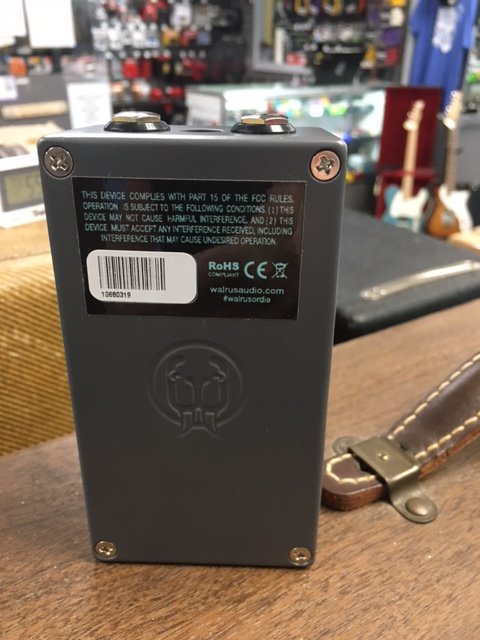 THIS DEVICE COMPLIES WITH PART 15 OF THE FCC RULES.
OPERATION IS SUBJECT TO THE FOLLOWING CONDITIONS. (1) THIS
DEVICE MAY NOT CAUSE HARMFUL INTERFERENCE, AND (2) THIS
DEVICE MUST ACCEPT ANY INTERFERENCE RECEIVED, INCLUDING
INTERFERENCE THAT MAY CAUSE UNDESIRED OPERATION.
10680319
RoHS
COMPLIANT
CE
walrusaudio.com
#walrusordie